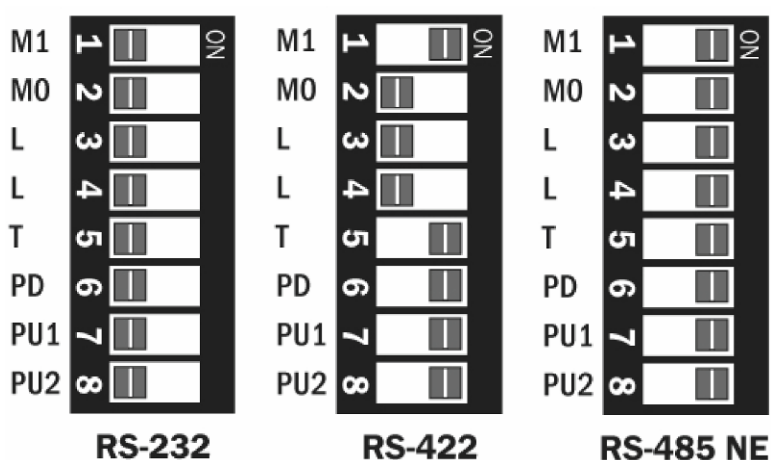 M1 1 ON M1 1 ON M1 1 ON
M0 2 M0 2 M0 2
L 3 L 3 L 3
L 4 L 4 L 4
T 5 T 5 T 5
PD 6 PD 6 PD 6
PU1 7 PU1 7 PU1 7
PU2 8 PU2 8 PU2 8
RS-232 RS-422 RS-485 NE